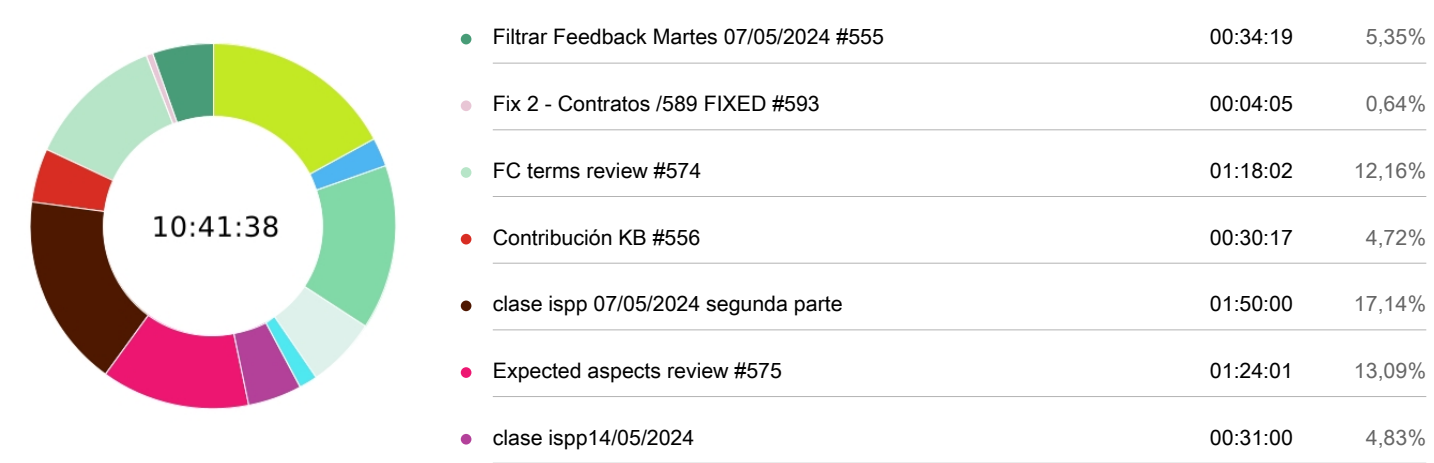 10:41:38
Filtrar Feedback Martes 07/05/2024 #555 00:34:19 5,35%
Fix 2 - Contratos /589 FIXED #593 00:04:05 0,64%
FC terms review #574 01:18:02 12,16%
Contribución KB #556 00:30:17 4,72%
clase ispp 07/05/2024 segunda parte 01:50:00 17,14%
Expected aspects review #575 01:24:01 13,09%
clase ispp14/05/2024 00:31:00 4,83%